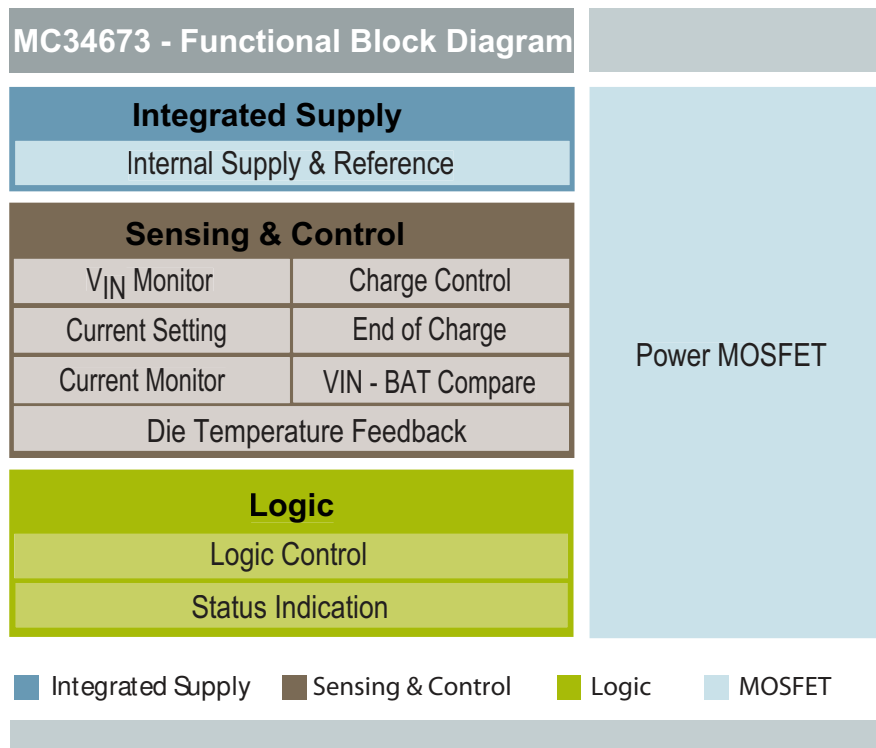 MC34673 - Functional Block Diagram
Integrated Supply
Internal Supply & Reference
Sensing & Control
VIN Monitor
Charge Control
Current Setting
End of Charge
Current Monitor
VIN - BAT Compare
Die Temperature Feedback
Logic
Logic Control
Status Indication
Power MOSFET
Integrated Supply
Sensing & Control
Logic
MOSFET